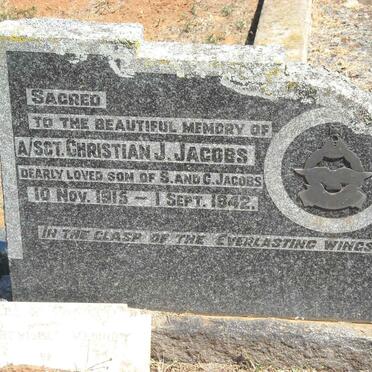 SACRED
TO THE BEAUTIFUL MEMORY OF
A/SGT. CHRISTIAN J. JACOBS
DEARLY LOVED SON OF S. AND C. JACOBS
10 NOV. 1915 – 1 SEPT. 1942.
IN THE CLASP OF THE EVERLASTING WINGS